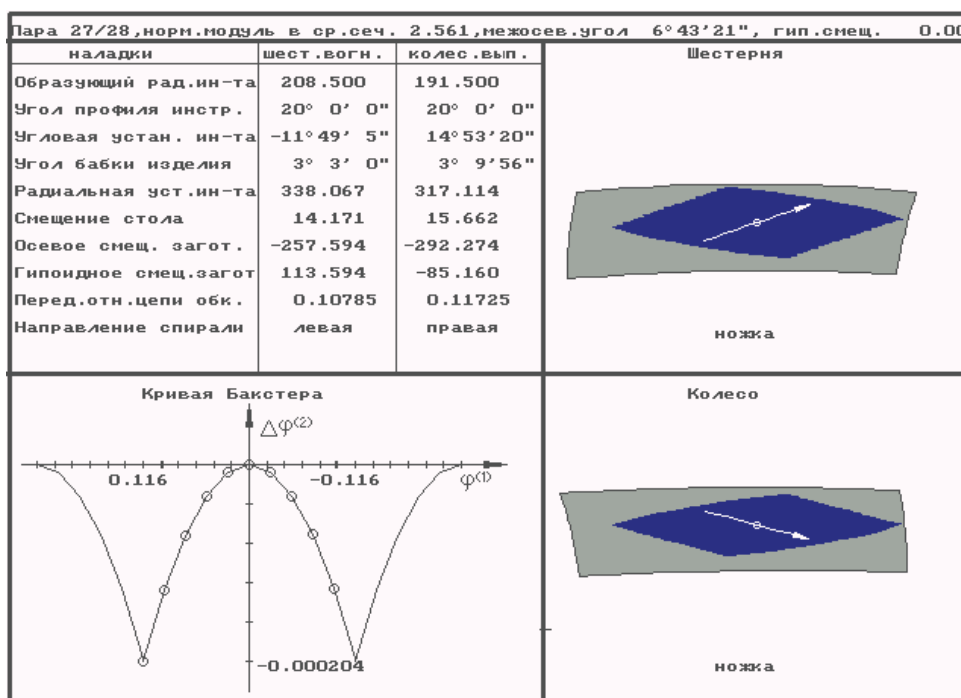 Пара 27/28,норм.модуль в ср.сеч. 2.561,межосев.угол 6°43'21", гип.смещ. 0.00
наладки шест.вогн. колес.вып.
Образующий рад.ин-та 208.500 191.500
Угол профиля инстр. 20° 0' 0" 20° 0' 0"
Угловая устан. ин-та -11°49' 5" 14°53'20"
Угол бабки изделия 3° 3' 0" 3° 9'56"
Радиальная уст.ин-та 338.067 317.114
Смещение стола 14.171 15.662
Осевое смещ. загот. -257.594 -292.274
Гипоидное смещ.загот 113.594 -85.160
Перед.отн.цепи обк. 0.10785 0.11725
Направление спирали левая правая
Шестерня
ножка
Кривая Бакстера
Δφ(2)
0.116 -0.116 φ(1)
-0.000204
Колесо
ножка